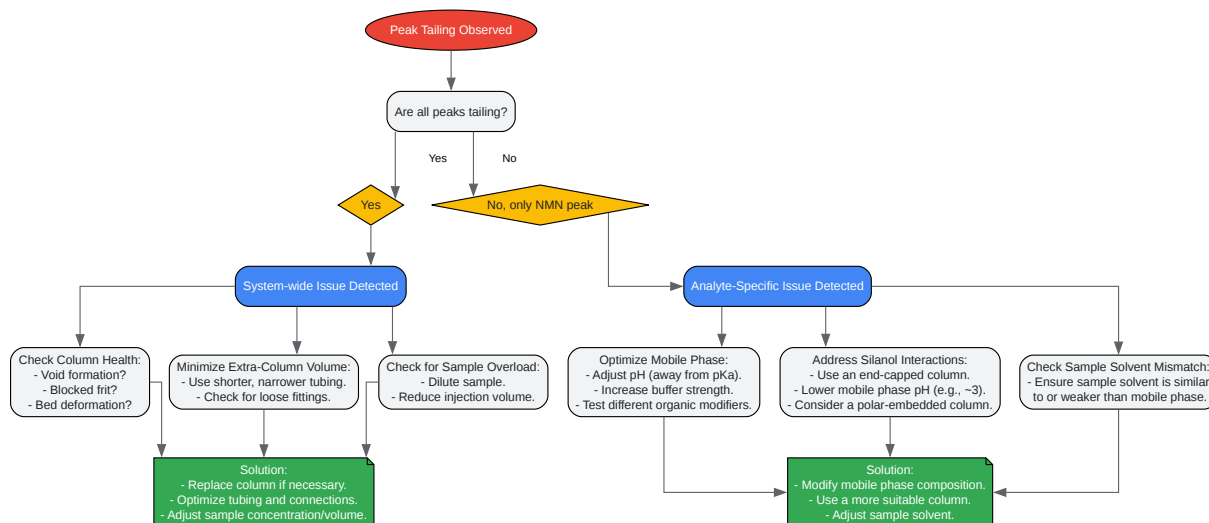 Peak Tailing Observed
Are all peaks tailing?
Yes
No
Yes
No, only NMN peak
System-wide Issue Detected
Analyte-Specific Issue Detected
Check Column Health:
- Void formation?
- Blocked frit?
- Bed deformation?
Minimize Extra-Column Volume:
- Use shorter, narrower tubing.
- Check for loose fittings.
Check for Sample Overload:
- Dilute sample.
- Reduce injection volume.
Optimize Mobile Phase:
- Adjust pH (away from pKa).
- Increase buffer strength.
- Test different organic modifiers.
Address Silanol Interactions:
- Use an end-capped column.
- Lower mobile phase pH (e.g., ~3).
- Consider a polar-embedded column.
Check Sample Solvent Mismatch:
- Ensure sample solvent is similar
to or weaker than mobile phase.
Solution:
- Replace column if necessary.
- Optimize tubing and connections.
- Adjust sample concentration/volume.
Solution:
- Modify mobile phase composition.
- Use a more suitable column.
- Adjust sample solvent.